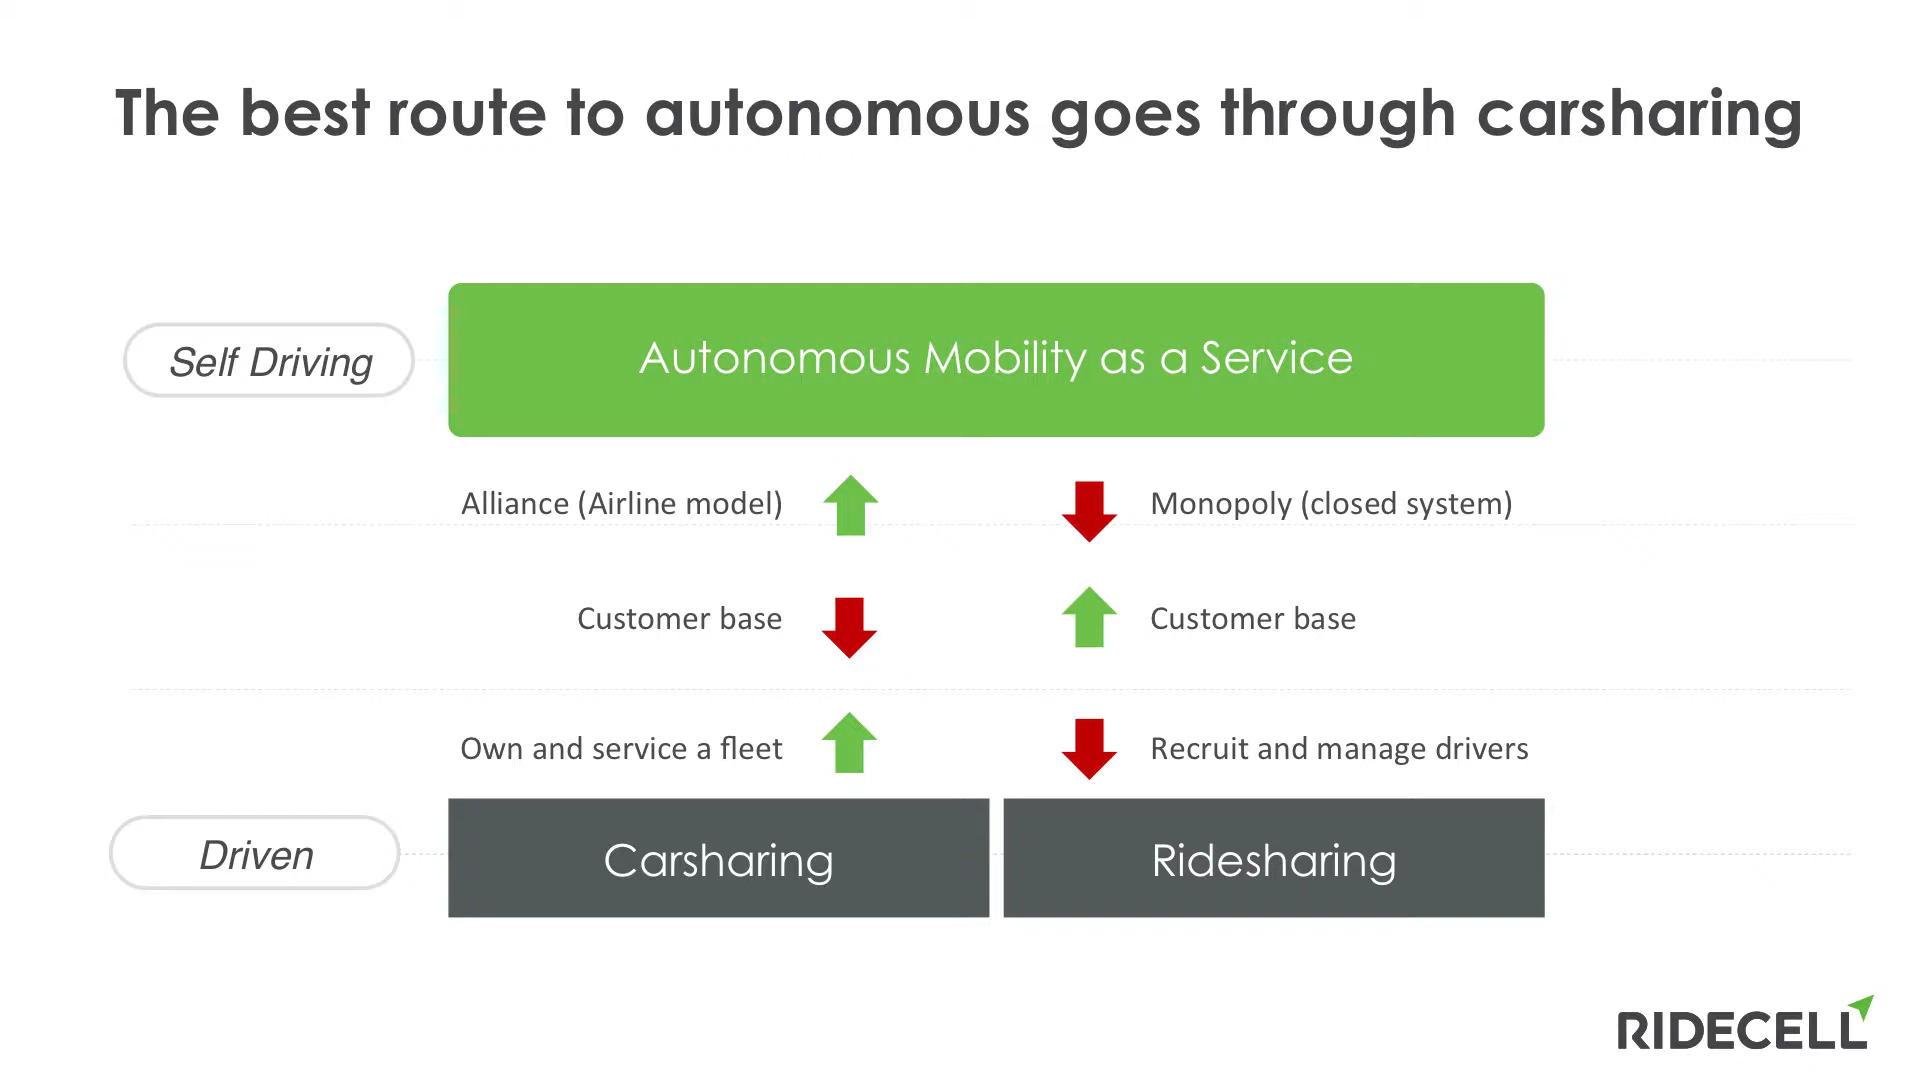 The best route to autonomous goes through carsharing
Self Driving
Autonomous Mobility as a Service
Alliance (Airline model)
Monopoly (closed system)
Customer base
Customer base
Own and service a fleet
Recruit and manage drivers
Driven
Carsharing
Ridesharing
RIDECELL